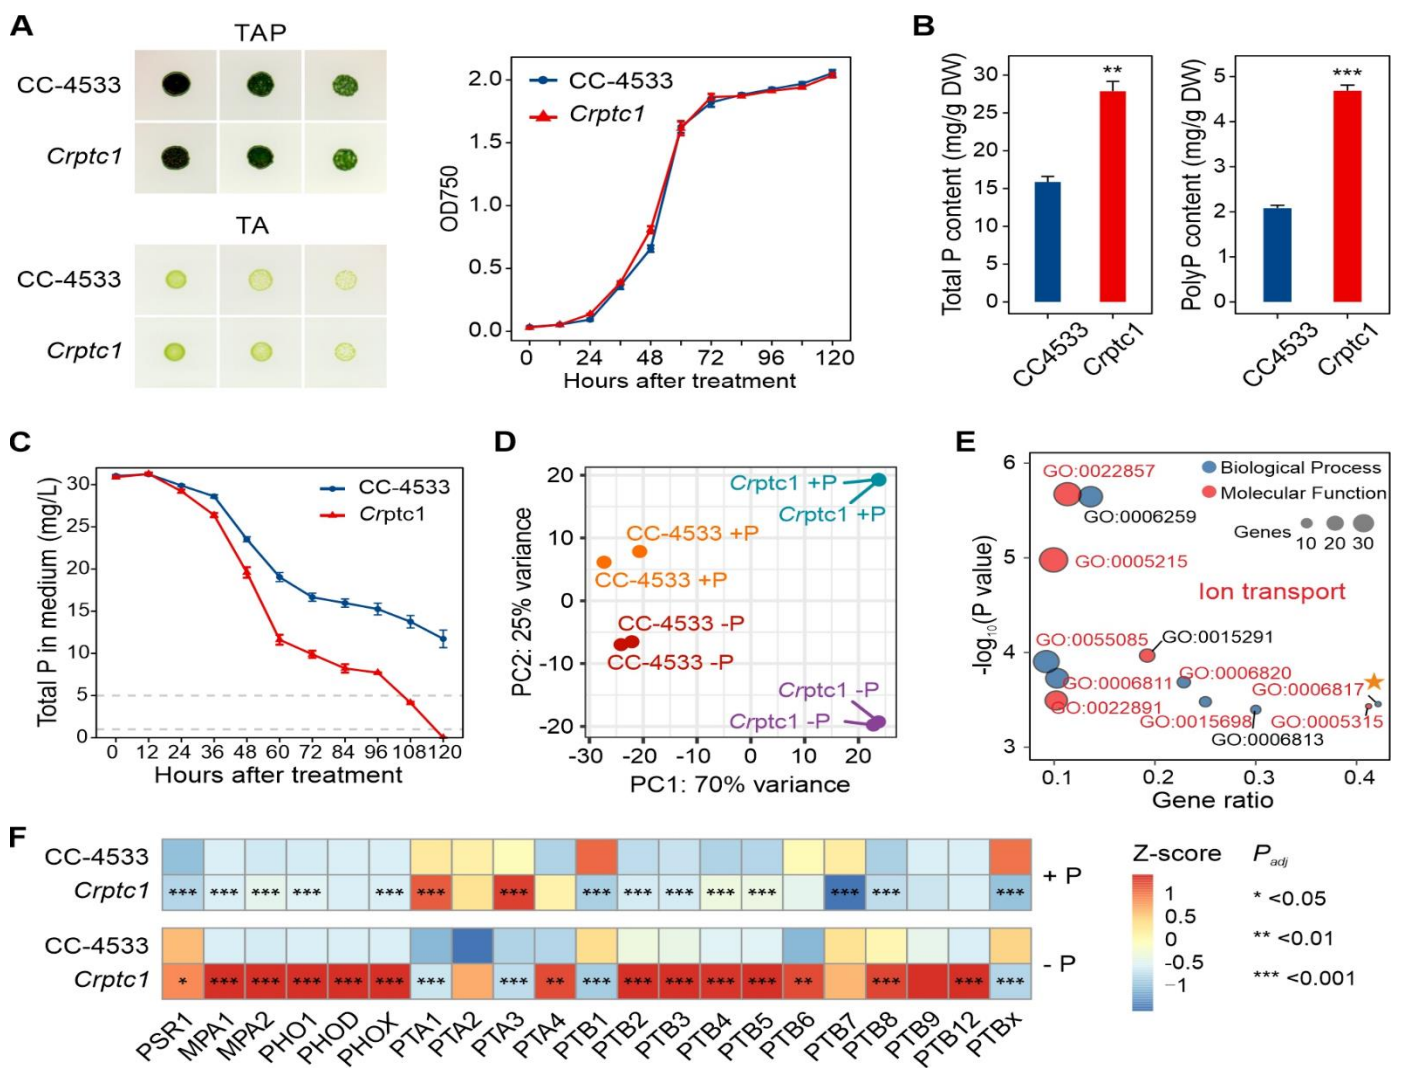 A
TAP
CC-4533
Crptc1
TA
CC-4533
Crptc1
OD750
2.0
1.5
1.0
0.5
0.0
CC-4533
Crptc1
0 24 48 72 96 120
Hours after treatment
B
Total P content (mg/g DW)
30
25
20
15
10
5
0
**
CC4533
Crptc1
PolyP content (mg/g DW)
5
4
3
2
1
0
***
CC4533
Crptc1
C
Total P in medium (mg/L)
30
25
20
15
10
5
0
CC-4533
Crptc1
0 12 24 36 48 60 72 84 96 108 120
Hours after treatment
D
PC2: 25% variance
20
10
0
-10
-20
Crptc1 +P
Crptc1 +P
CC-4533 +P
CC-4533 +P
CC-4533 -P
CC-4533 -P
Crptc1 -P
Crptc1 -P
-30 -20 -10 0 10 20
PC1: 70% variance
E
-log10(P value)
6
5
4
3
GO:0022857
Biological Process
Molecular Function
GO:0006259
Genes
10 20 30
GO:0005215
Ion transport
GO:0055085
GO:0015291
GO:0006820
GO:0006811
GO:0006817
GO:0022891
GO:0015698
GO:0005315
GO:0006813
0.1 0.2 0.3 0.4
Gene ratio
F
CC-4533
Crptc1
*** *** *** *** *** *** *** *** *** *** *** *** *** *** ***
+ P
CC-4533
Crptc1
* *** *** *** *** *** *** *** ** *** *** *** *** *** ** *** *** ***
- P
PSR1 MPA1 MPA2 PHO1 PHOD PHOX PTA1 PTA2 PTA3 PTA4 PTB1 PTB2 PTB3 PTB4 PTB5 PTB6 PTB7 PTB8 PTB9 PTB12 PTBx
Z-score
1
0.5
0
-0.5
-1
Padj
* <0.05
** <0.01
*** <0.001